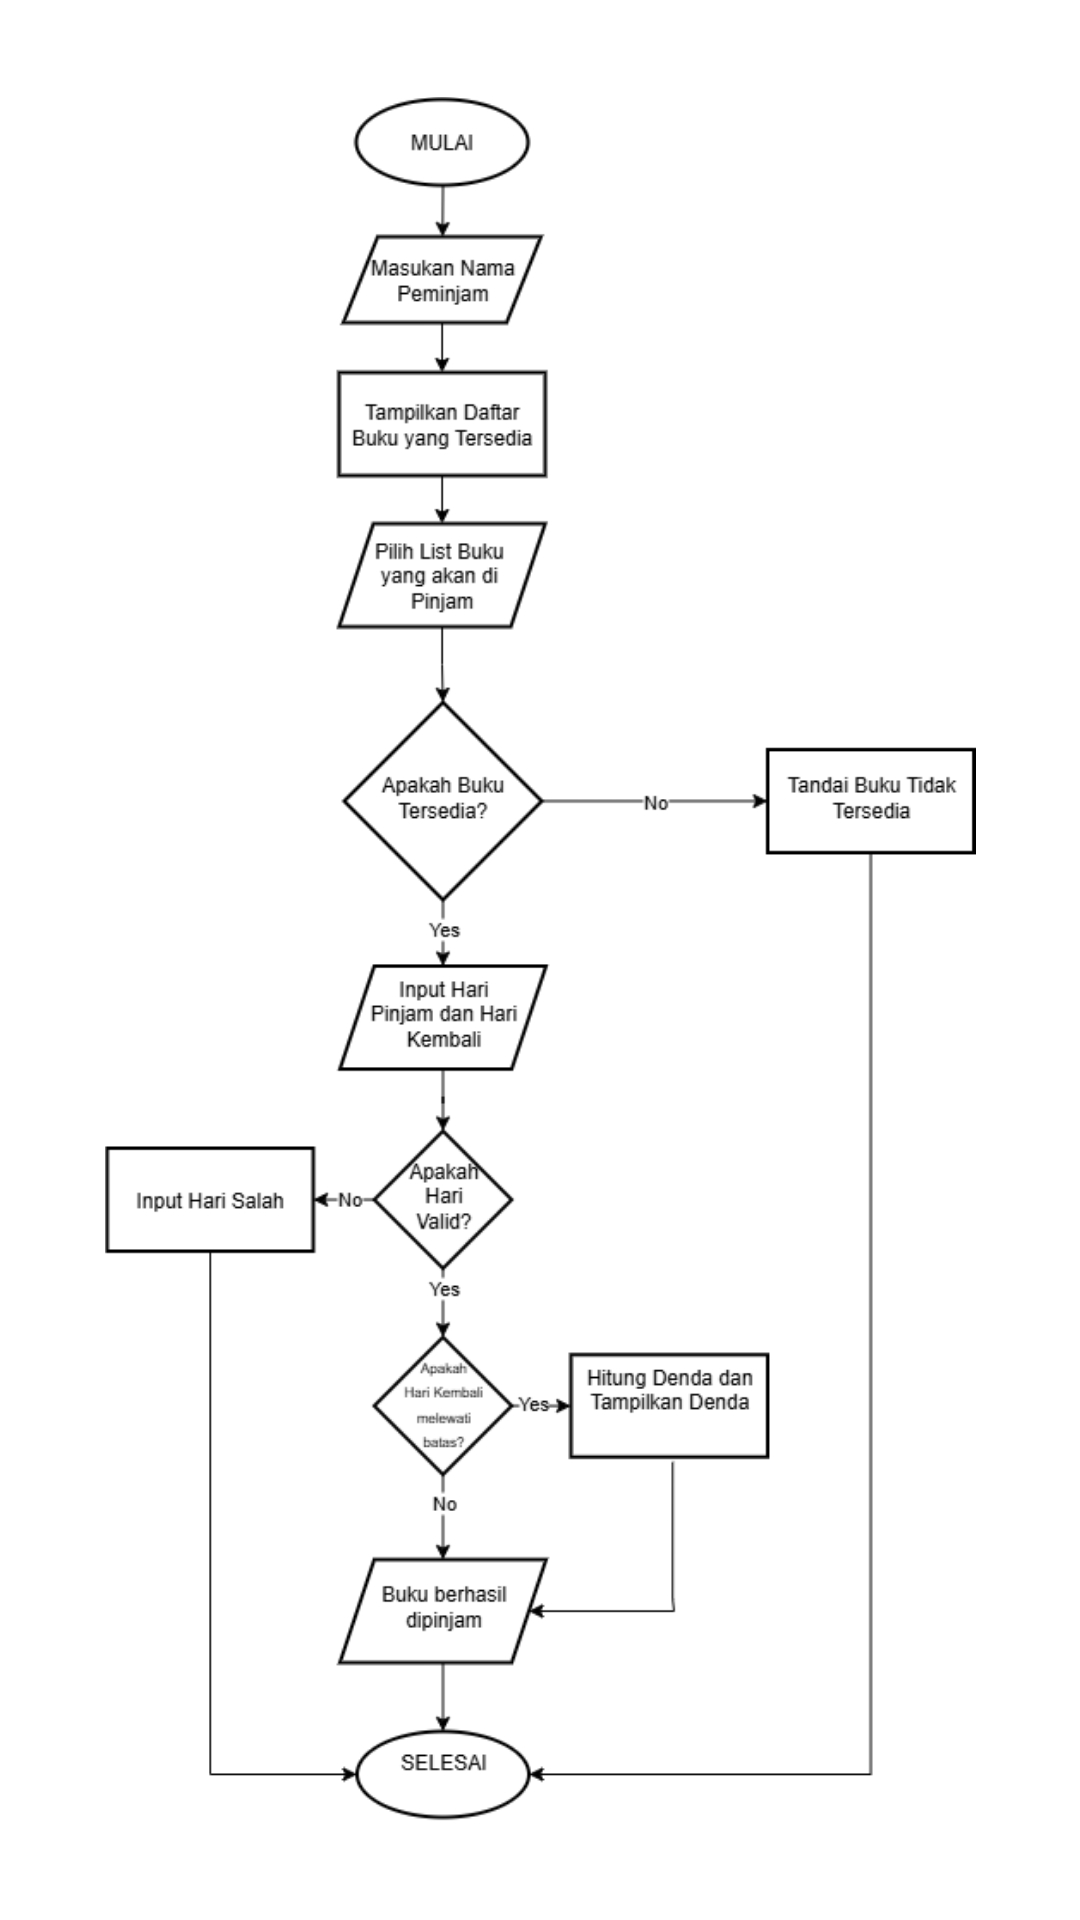 MULAI
Masukan Nama
Peminjam
Tampilkan Daftar
Buku yang Tersedia
Pilih List Buku
yang akan di
Pinjam
Apakah Buku
Tersedia?
No
Tandai Buku Tidak
Tersedia
Yes
Input Hari
Pinjam dan Hari
Kembali
Apakah
Hari
Valid?
No
Input Hari Salah
Yes
Apakah
Hari Kembali
melewati
batas?
Yes
Hitung Denda dan
Tampilkan Denda
No
Buku berhasil
dipinjam
SELESAI